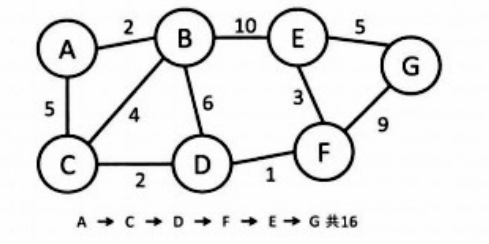 A 2 B 10 E 5 G
5 4 6 3 9
C 2 D 1 F
A → C → D → F → E → G 共16